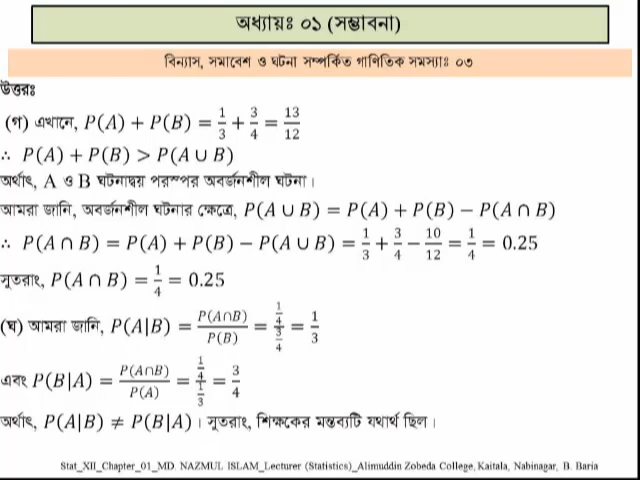 অধ্যায়ঃ ০১ (সম্ভাবনা)
বিন্যাস, সমাবেশ ও ঘটনা সম্পর্কিত গাণিতিক সমস্যাঃ ০৩
উত্তরঃ
(গ) এখানে, P(A) + P(B) = 1/3 + 3/4 = 13/12
∴ P(A) + P(B) > P(A ∪ B)
অর্থাৎ, A ও B ঘটনাদ্বয় পরস্পর অবর্জনশীল ঘটনা।
আমরা জানি, অবর্জনশীল ঘটনার ক্ষেত্রে, P(A ∪ B) = P(A) + P(B) − P(A ∩ B)
∴ P(A ∩ B) = P(A) + P(B) − P(A ∪ B) = 1/3 + 3/4 − 10/12 = 1/4 = 0.25
সুতরাং, P(A ∩ B) = 1/4 = 0.25
(ঘ) আমরা জানি, P(A|B) = P(A∩B)/P(B) = (1/4)/(3/4) = 1/3
এবং P(B|A) = P(A∩B)/P(A) = (1/4)/(1/3) = 3/4
অর্থাৎ, P(A|B) ≠ P(B|A)। সুতরাং, শিক্ষকের মন্তব্যটি যথার্থ ছিল।
Stat_XII_Chapter_01_MD. NAZMUL ISLAM_Lecturer (Statistics)_Alimuddin Zobeda College, Kaitala, Nabinagar, B. Baria